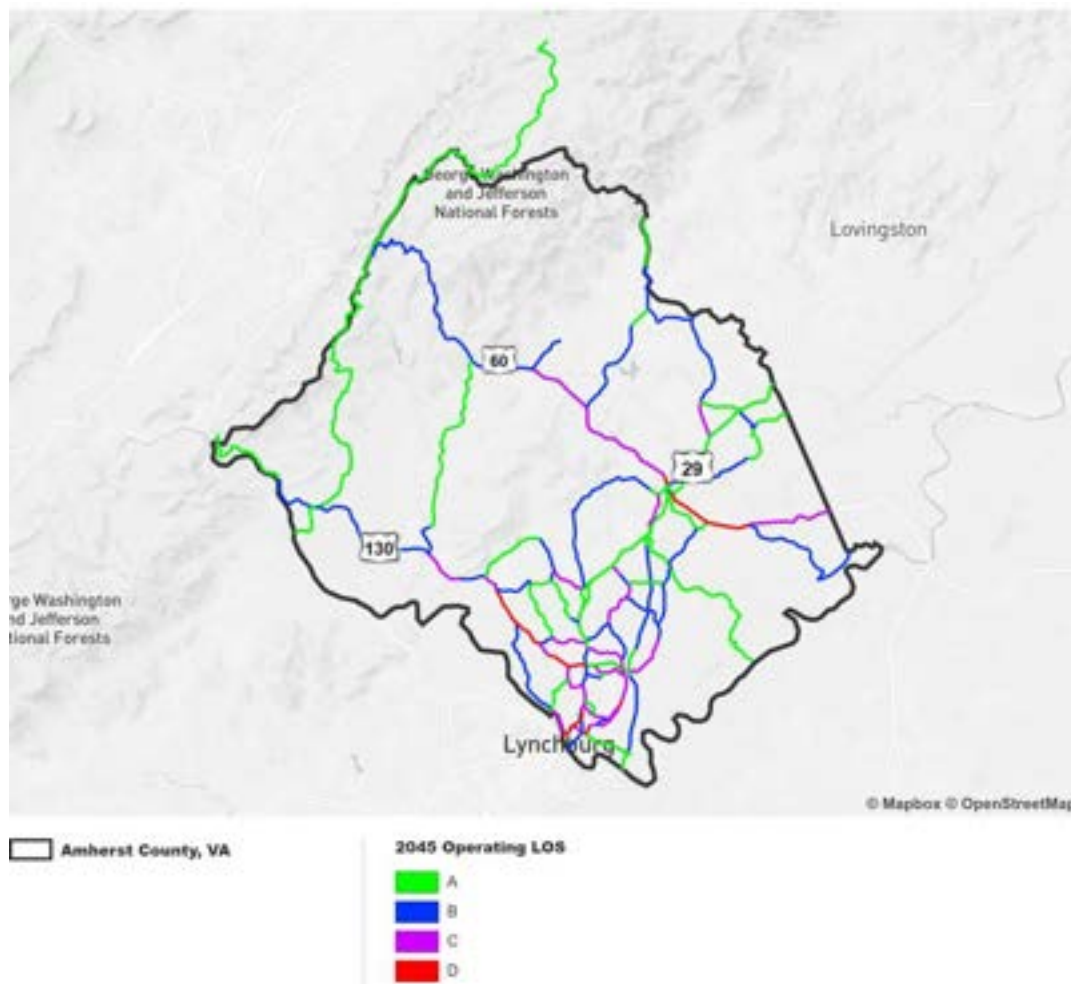 George Washington
and Jefferson
National Forests
Lovingston
60
29
130
rge Washington
nd Jefferson
tional Forests
Lynchburg
© Mapbox © OpenStreetMap
Amherst County, VA
2045 Operating LOS
A
B
C
D